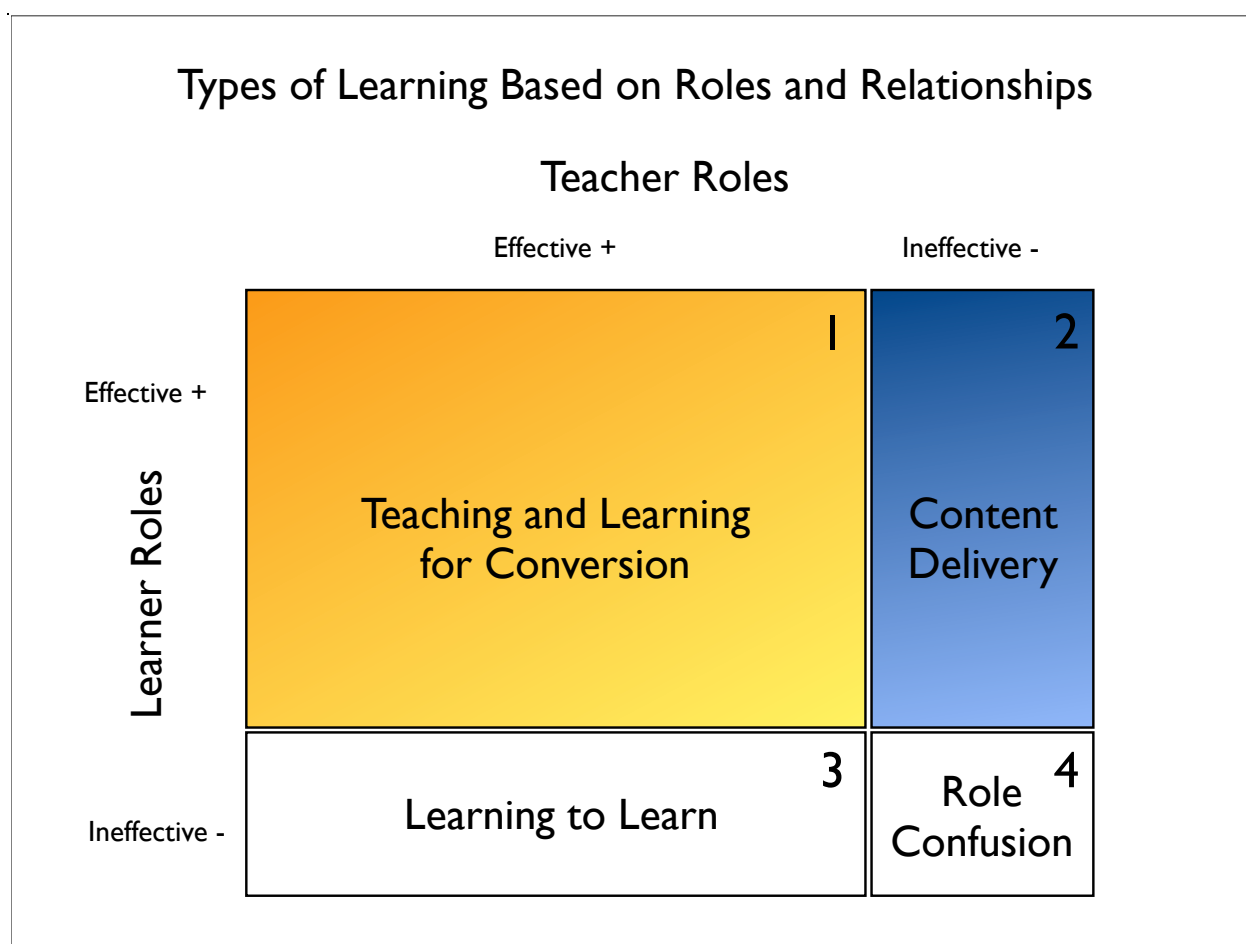 Types of Learning Based on Roles and Relationships
Teacher Roles
Effective +
Ineffective -
Effective +
Learner Roles
Ineffective -
1
Teaching and Learning
for Conversion
2
Content
Delivery
3
Learning to Learn
4
Role
Confusion